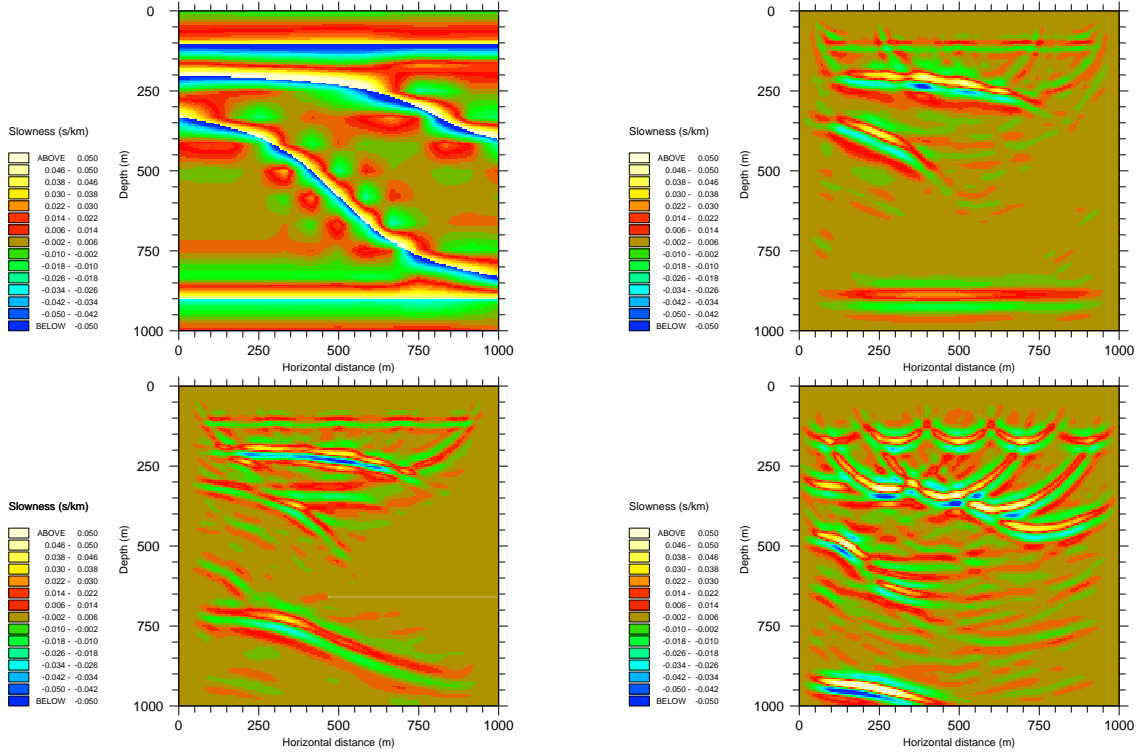 0
250
500
750
1000
Depth (m)
0 250 500 750 1000
Horizontal distance (m)
Slowness (s/km)
ABOVE 0.050
0.046 - 0.050
0.038 - 0.046
0.030 - 0.038
0.022 - 0.030
0.014 - 0.022
0.006 - 0.014
-0.002 - 0.006
-0.010 - -0.002
-0.018 - -0.010
-0.026 - -0.018
-0.034 - -0.026
-0.042 - -0.034
-0.050 - -0.042
BELOW -0.050
0
250
500
750
1000
Depth (m)
0 250 500 750 1000
Horizontal distance (m)
Slowness (s/km)
ABOVE 0.050
0.046 - 0.050
0.038 - 0.046
0.030 - 0.038
0.022 - 0.030
0.014 - 0.022
0.006 - 0.014
-0.002 - 0.006
-0.010 - -0.002
-0.018 - -0.010
-0.026 - -0.018
-0.034 - -0.026
-0.042 - -0.034
-0.050 - -0.042
BELOW -0.050
0
250
500
750
1000
Depth (m)
0 250 500 750 1000
Horizontal distance (m)
Slowness (s/km)
ABOVE 0.050
0.046 - 0.050
0.038 - 0.046
0.030 - 0.038
0.022 - 0.030
0.014 - 0.022
0.006 - 0.014
-0.002 - 0.006
-0.010 - -0.002
-0.018 - -0.010
-0.026 - -0.018
-0.034 - -0.026
-0.042 - -0.034
-0.050 - -0.042
BELOW -0.050
0
250
500
750
1000
Depth (m)
0 250 500 750 1000
Horizontal distance (m)
Slowness (s/km)
ABOVE 0.050
0.046 - 0.050
0.038 - 0.046
0.030 - 0.038
0.022 - 0.030
0.014 - 0.022
0.006 - 0.014
-0.002 - 0.006
-0.010 - -0.002
-0.018 - -0.010
-0.026 - -0.018
-0.034 - -0.026
-0.042 - -0.034
-0.050 - -0.042
BELOW -0.050